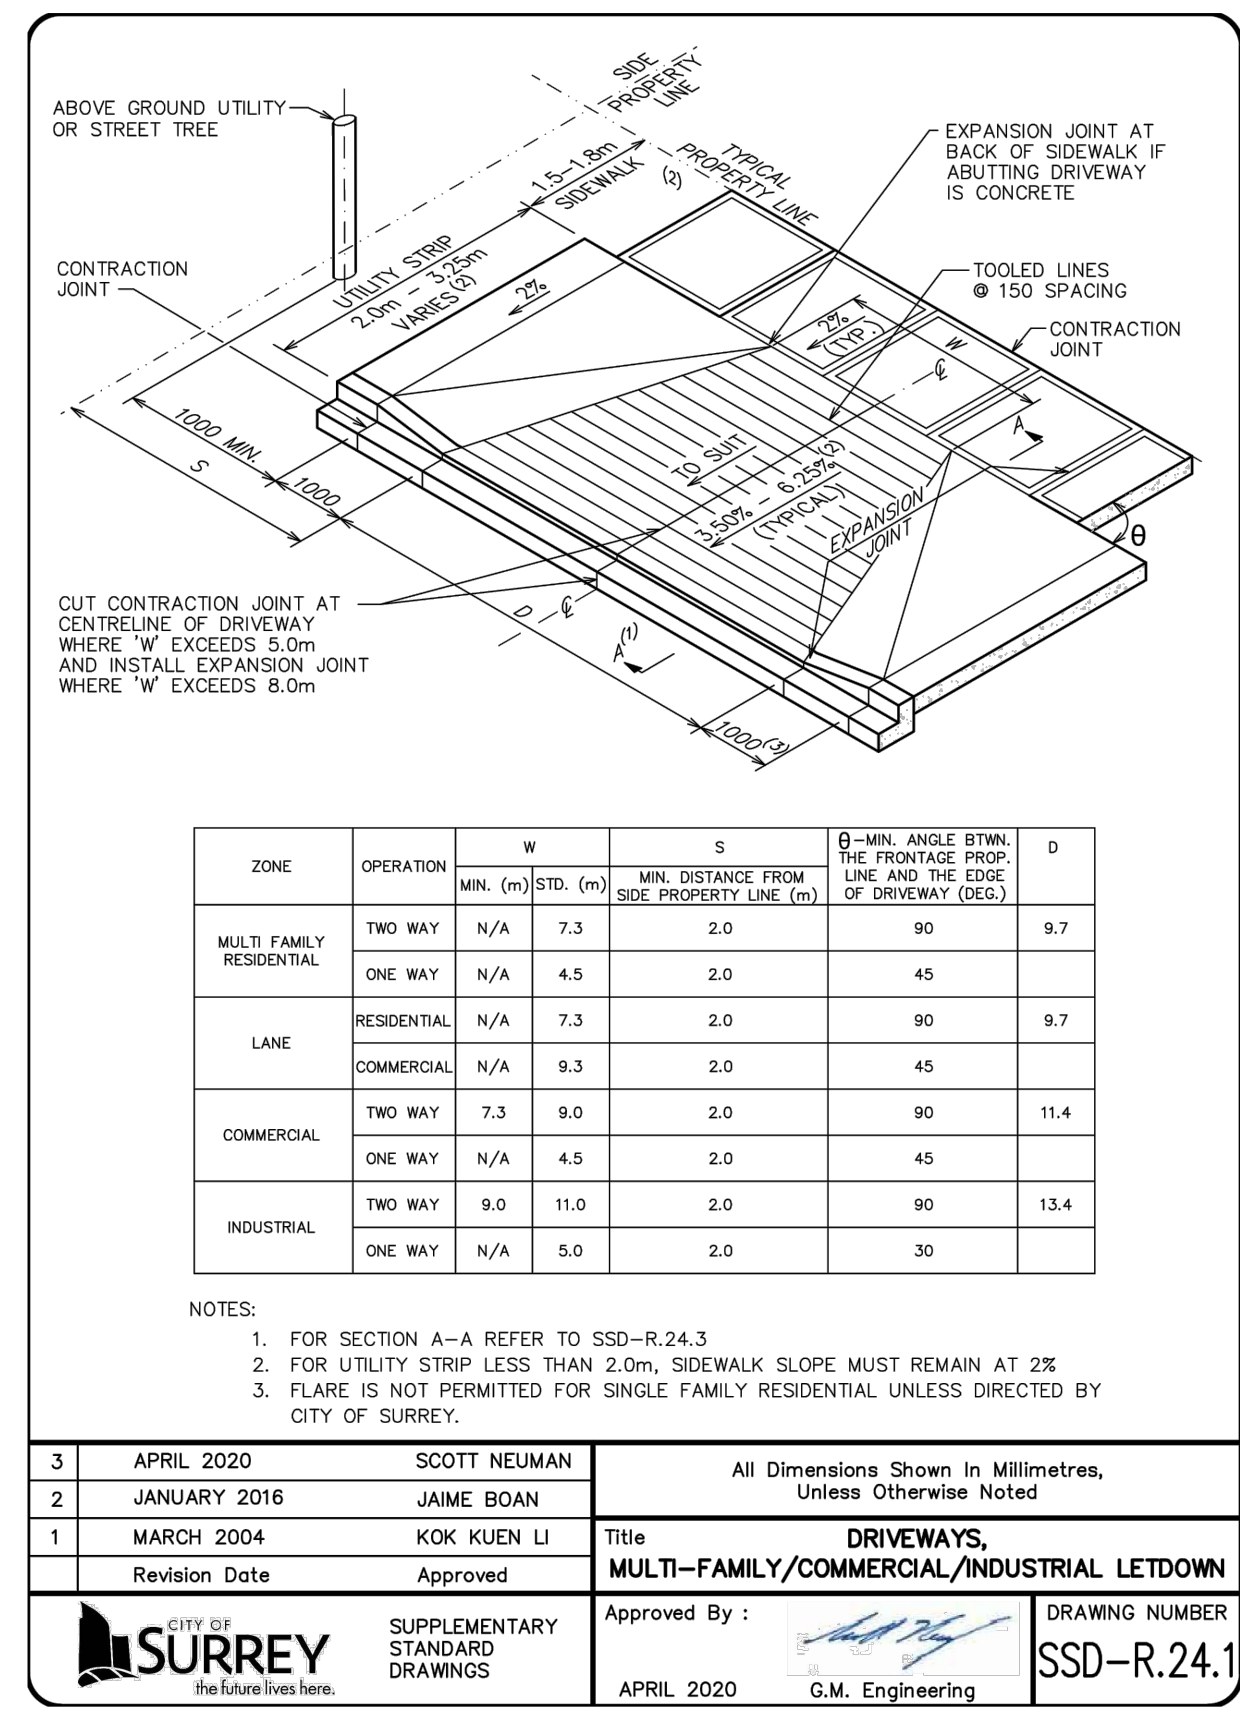 SIDE
PROPERTY
LINE
ABOVE GROUND UTILITY
OR STREET TREE
EXPANSION JOINT AT
BACK OF SIDEWALK IF
ABUTTING DRIVEWAY
IS CONCRETE
TYPICAL
PROPERTY LINE
(2)
1.5–1.8m
SIDEWALK
CONTRACTION
JOINT
UTILITY STRIP
2.0m – 3.25m
VARIES(2)
2%
TOOLED LINES
@ 150 SPACING
2%
(TYP.)
W
CONTRACTION
JOINT
℄
A
1000 MIN.
S
1000
TO SUIT
3.50% – 6.25%(2)
(TYPICAL)
EXPANSION
JOINT
θ
CUT CONTRACTION JOINT AT
CENTRELINE OF DRIVEWAY
WHERE 'W' EXCEEDS 5.0m
AND INSTALL EXPANSION JOINT
WHERE 'W' EXCEEDS 8.0m
D
℄
A(1)
1000(3)
ZONE OPERATION W S θ–MIN. ANGLE BTWN. D
THE FRONTAGE PROP.
MIN. (m) STD. (m) MIN. DISTANCE FROM LINE AND THE EDGE
SIDE PROPERTY LINE (m) OF DRIVEWAY (DEG.)
MULTI FAMILY
RESIDENTIAL
TWO WAY N/A 7.3 2.0 90 9.7
ONE WAY N/A 4.5 2.0 45
LANE
RESIDENTIAL N/A 7.3 2.0 90 9.7
COMMERCIAL N/A 9.3 2.0 45
COMMERCIAL
TWO WAY 7.3 9.0 2.0 90 11.4
ONE WAY N/A 4.5 2.0 45
INDUSTRIAL
TWO WAY 9.0 11.0 2.0 90 13.4
ONE WAY N/A 5.0 2.0 30
NOTES:
1. FOR SECTION A–A REFER TO SSD–R.24.3
2. FOR UTILITY STRIP LESS THAN 2.0m, SIDEWALK SLOPE MUST REMAIN AT 2%
3. FLARE IS NOT PERMITTED FOR SINGLE FAMILY RESIDENTIAL UNLESS DIRECTED BY
CITY OF SURREY.
3 APRIL 2020 SCOTT NEUMAN
2 JANUARY 2016 JAIME BOAN
1 MARCH 2004 KOK KUEN LI
Revision Date Approved
All Dimensions Shown In Millimetres,
Unless Otherwise Noted
Title DRIVEWAYS,
MULTI–FAMILY/COMMERCIAL/INDUSTRIAL LETDOWN
CITY OF
SURREY
the future lives here.
SUPPLEMENTARY
STANDARD
DRAWINGS
Approved By :
APRIL 2020 G.M. Engineering
DRAWING NUMBER
SSD–R.24.1